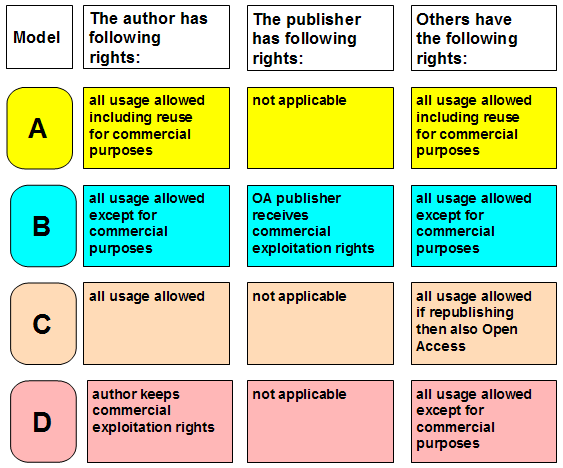 Model
The author has
following
rights:
The publisher
has following
rights:
Others have
the following
rights:
A
all usage allowed
including reuse
for commercial
purposes
not applicable
all usage allowed
including reuse
for commercial
purposes
B
all usage allowed
except for
commercial
purposes
OA publisher
receives
commercial
exploitation rights
all usage allowed
except for
commercial
purposes
C
all usage allowed
not applicable
all usage allowed
if republishing
then also Open
Access
D
author keeps
commercial
exploitation rights
not applicable
all usage allowed
except for
commercial
purposes